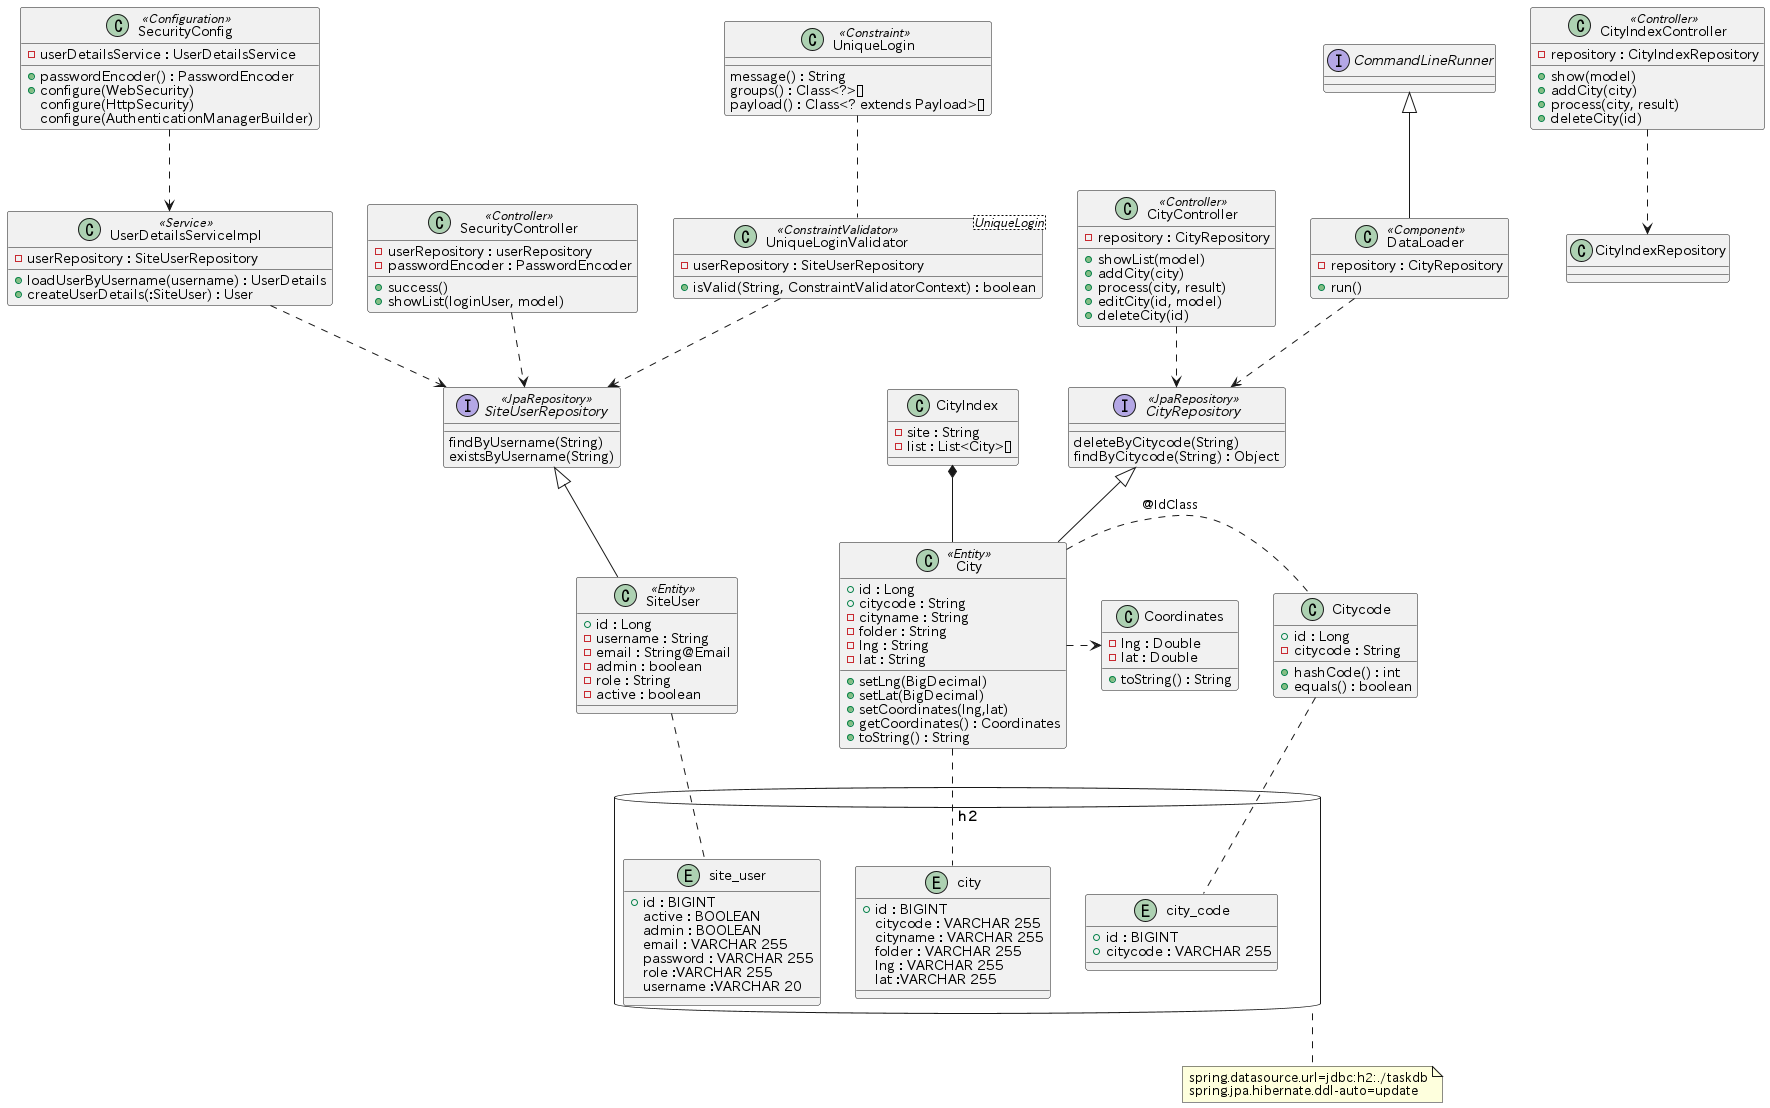 «Configuration»
SecurityConfig
userDetailsService : UserDetailsService
passwordEncoder() : PasswordEncoder
configure(WebSecurity)
configure(HttpSecurity)
configure(AuthenticationManagerBuilder)
«Constraint»
UniqueLogin
message() : String
groups() : Class<?>[]
payload() : Class<? extends Payload>[]
CommandLineRunner
«Controller»
CityIndexController
repository : CityIndexRepository
show(model)
addCity(city)
process(city, result)
deleteCity(id)
«Service»
UserDetailsServiceImpl
userRepository : SiteUserRepository
loadUserByUsername(username) : UserDetails
createUserDetails(:SiteUser) : User
«Controller»
SecurityController
userRepository : userRepository
passwordEncoder : PasswordEncoder
success()
showList(loginUser, model)
UniqueLogin
«ConstraintValidator»
UniqueLoginValidator
userRepository : SiteUserRepository
isValid(String, ConstraintValidatorContext) : boolean
«Controller»
CityController
repository : CityRepository
showList(model)
addCity(city)
process(city, result)
editCity(id, model)
deleteCity(id)
«Component»
DataLoader
repository : CityRepository
run()
CityIndexRepository
«JpaRepository»
SiteUserRepository
findByUsername(String)
existsByUsername(String)
CityIndex
site : String
list : List<City>[]
«JpaRepository»
CityRepository
deleteByCitycode(String)
findByCitycode(String) : Object
@IdClass
«Entity»
SiteUser
id : Long
username : String
email : String@Email
admin : boolean
role : String
active : boolean
«Entity»
City
id : Long
citycode : String
cityname : String
folder : String
lng : String
lat : String
setLng(BigDecimal)
setLat(BigDecimal)
setCoordinates(lng,lat)
getCoordinates() : Coordinates
toString() : String
Coordinates
lng : Double
lat : Double
toString() : String
Citycode
id : Long
citycode : String
hashCode() : int
equals() : boolean
h2
site_user
id : BIGINT
active : BOOLEAN
admin : BOOLEAN
email : VARCHAR 255
password : VARCHAR 255
role :VARCHAR 255
username :VARCHAR 20
city
id : BIGINT
citycode : VARCHAR 255
cityname : VARCHAR 255
folder : VARCHAR 255
lng : VARCHAR 255
lat :VARCHAR 255
city_code
id : BIGINT
citycode : VARCHAR 255
spring.datasource.url=jdbc:h2:./taskdb
spring.jpa.hibernate.ddl-auto=update